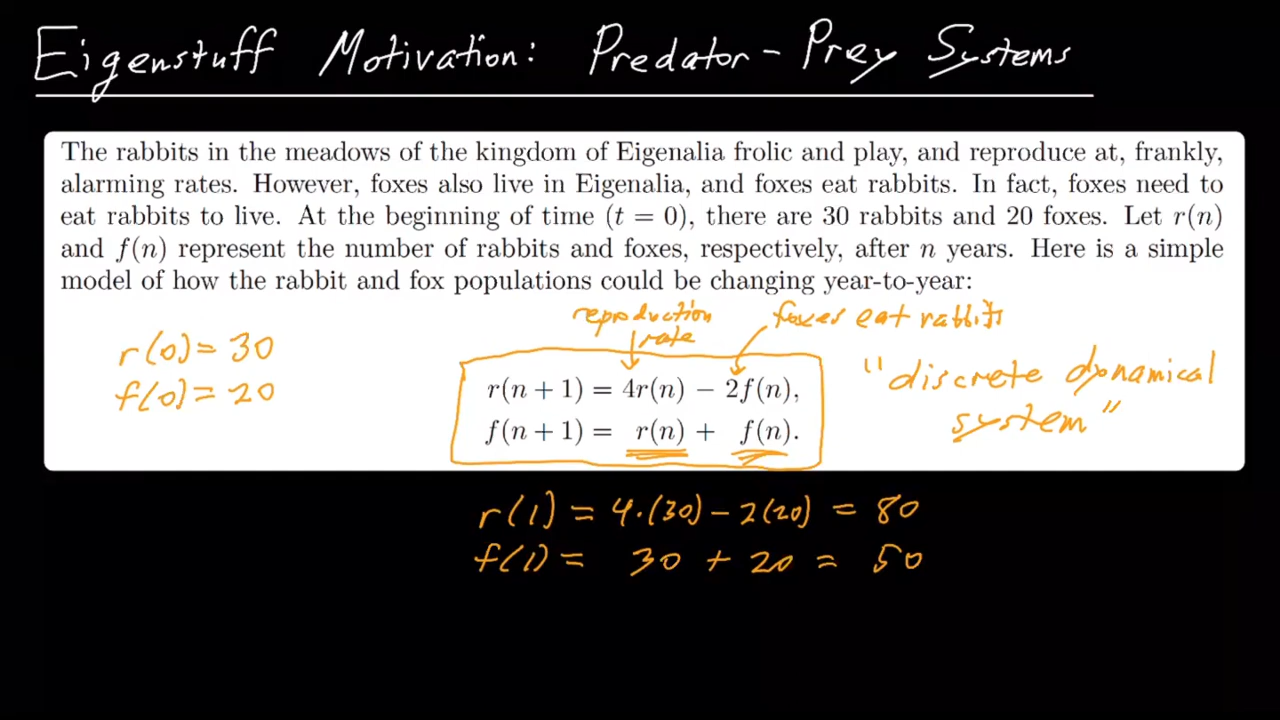 Eigenstuff Motivation: Predator-Prey Systems
The rabbits in the meadows of the kingdom of Eigenalia frolic and play, and reproduce at, frankly,
alarming rates. However, foxes also live in Eigenalia, and foxes eat rabbits. In fact, foxes need to
eat rabbits to live. At the beginning of time (t = 0), there are 30 rabbits and 20 foxes. Let r(n)
and f(n) represent the number of rabbits and foxes, respectively, after n years. Here is a simple
model of how the rabbit and fox populations could be changing year-to-year:
r(0) = 30
f(0) = 20
reproduction
rate
foxes eat rabbits
r(n + 1) = 4r(n) − 2f(n),
f(n + 1) = r(n) + f(n).
"discrete dynamical
system"
r(1) = 4·(30) − 2(20) = 80
f(1) = 30 + 20 = 50